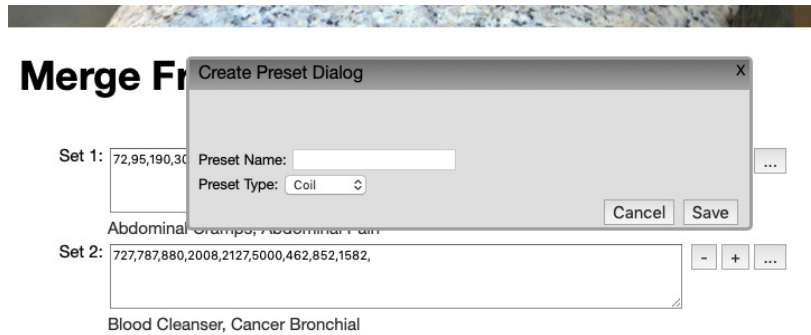 Merge Fr
Create Preset Dialog X
Set 1: 72,95,190,30
Preset Name:
...
Preset Type: Coil
Cancel Save
Abdominal Cramps, Abdominal Pain
Set 2: 727,787,880,2008,2127,5000,462,852,1582, - + ...
Blood Cleanser, Cancer Bronchial